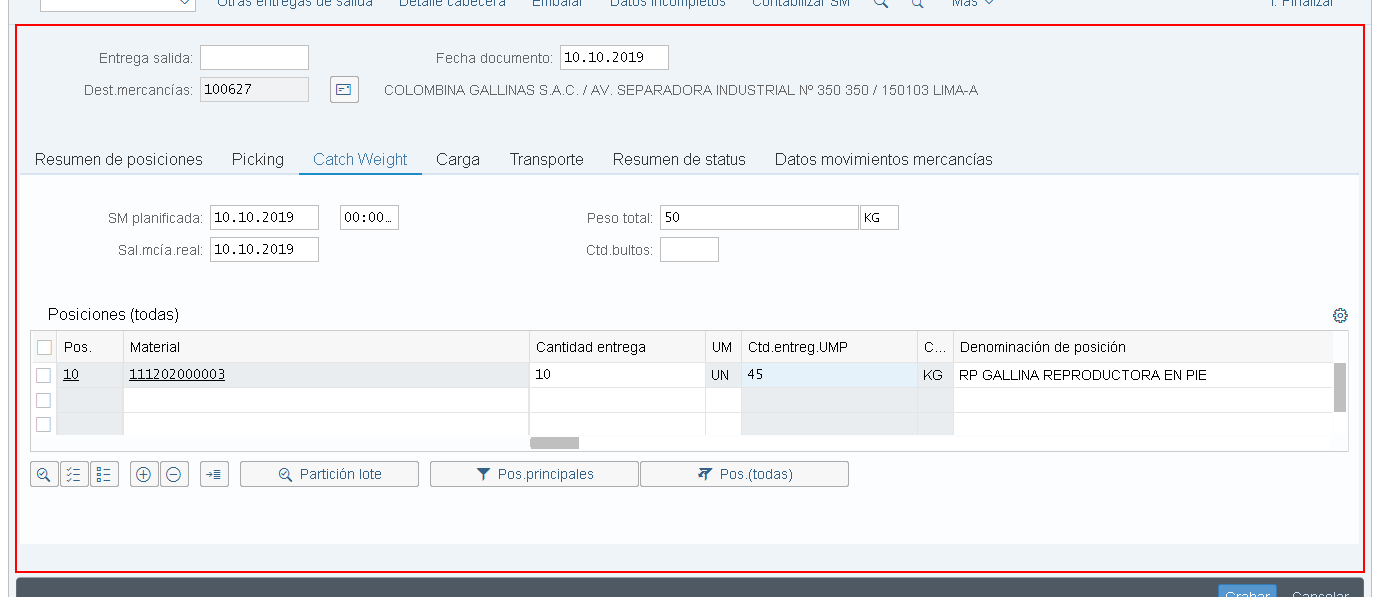 Otras entregas de salida Detalle cabecera Embalar Datos incompletos Contabilizar SM Más 1. Finalizar
Entrega salida: Fecha documento: 10.10.2019
Dest.mercancías: 100627 COLOMBINA GALLINAS S.A.C. / AV. SEPARADORA INDUSTRIAL Nº 350 350 / 150103 LIMA-A
Resumen de posiciones Picking Catch Weight Carga Transporte Resumen de status Datos movimientos mercancías
SM planificada: 10.10.2019 00:00… Peso total: 50 KG
Sal.mcía.real: 10.10.2019 Ctd.bultos:
Posiciones (todas)
Pos. Material Cantidad entrega UM Ctd.entreg.UMP C... Denominación de posición
10 111202000003 10 UN 45 KG RP GALLINA REPRODUCTORA EN PIE
Partición lote Pos.principales Pos.(todas)
Grabar Cancelar